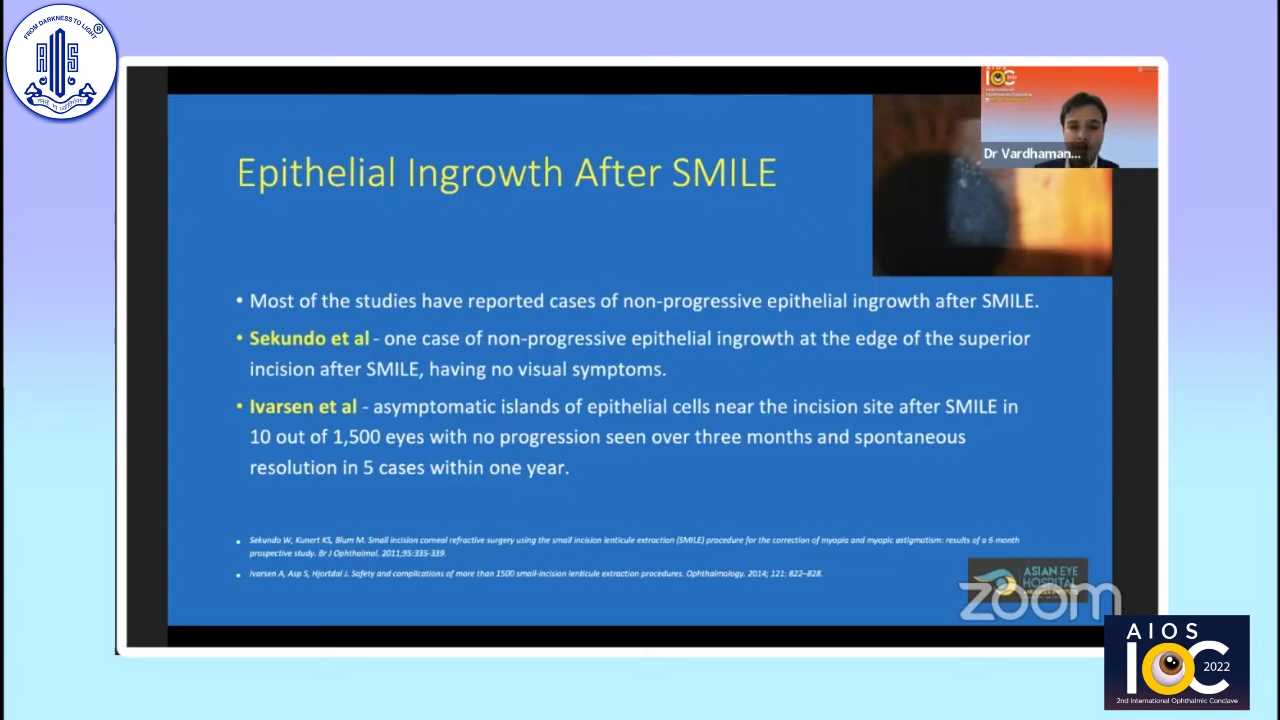 FROM DARKNESS TO LIGHT
®
AIOS
AIOS
IOC 2022
Dr Vardhaman...
Epithelial Ingrowth After SMILE
• Most of the studies have reported cases of non-progressive epithelial ingrowth after SMILE.
• Sekundo et al - one case of non-progressive epithelial ingrowth at the edge of the superior
incision after SMILE, having no visual symptoms.
• Ivarsen et al - asymptomatic islands of epithelial cells near the incision site after SMILE in
10 out of 1,500 eyes with no progression seen over three months and spontaneous
resolution in 5 cases within one year.
• Sekundo W, Kunert KS, Blum M. Small incision corneal refractive surgery using the small incision lenticule extraction (SMILE) procedure for the correction of myopia and myopic astigmatism: results of a 6 month
prospective study. Br J Ophthalmol. 2011;95:335-339.
• Ivarsen A, Asp S, Hjortdal J. Safety and complications of more than 1500 small-incision lenticule extraction procedures. Ophthalmology. 2014; 121: 822–828.
ASIAN EYE
HOSPITAL
zoom
AIOS
IOC
2022
2nd International Ophthalmic Conclave